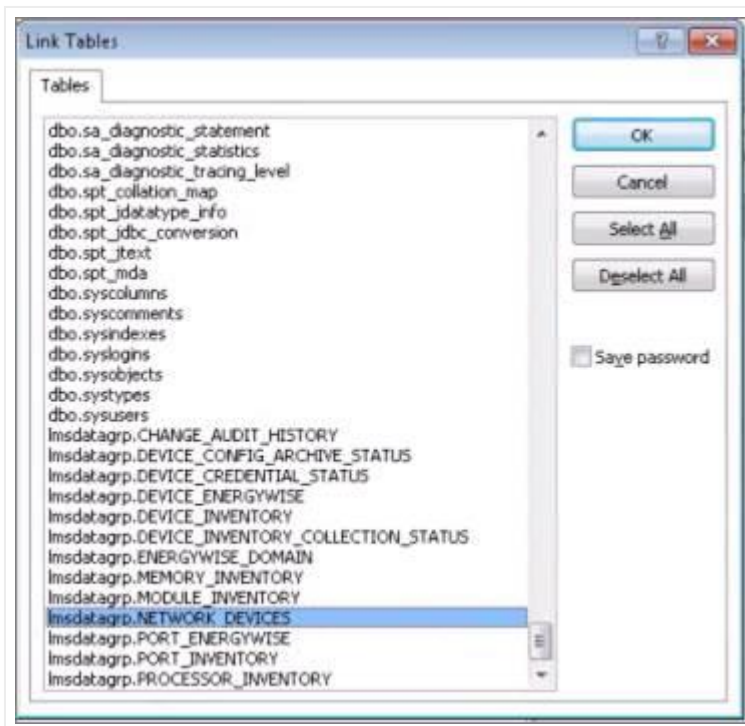 Link Tables
Tables
dbo.sa_diagnostic_statement
dbo.sa_diagnostic_statistics
dbo.sa_diagnostic_tracing_level
dbo.spt_collation_map
dbo.spt_jdatatype_info
dbo.spt_jdbc_conversion
dbo.spt_jtext
dbo.spt_mda
dbo.syscolumns
dbo.syscomments
dbo.sysindexes
dbo.syslogins
dbo.sysobjects
dbo.systypes
dbo.sysusers
lmsdatagrp.CHANGE_AUDIT_HISTORY
lmsdatagrp.DEVICE_CONFIG_ARCHIVE_STATUS
lmsdatagrp.DEVICE_CREDENTIAL_STATUS
lmsdatagrp.DEVICE_ENERGYWISE
lmsdatagrp.DEVICE_INVENTORY
lmsdatagrp.DEVICE_INVENTORY_COLLECTION_STATUS
lmsdatagrp.ENERGYWISE_DOMAIN
lmsdatagrp.MEMORY_INVENTORY
lmsdatagrp.MODULE_INVENTORY
lmsdatagrp.NETWORK_DEVICES
lmsdatagrp.PORT_ENERGYWISE
lmsdatagrp.PORT_INVENTORY
lmsdatagrp.PROCESSOR_INVENTORY
OK
Cancel
Select All
Deselect All
Save password